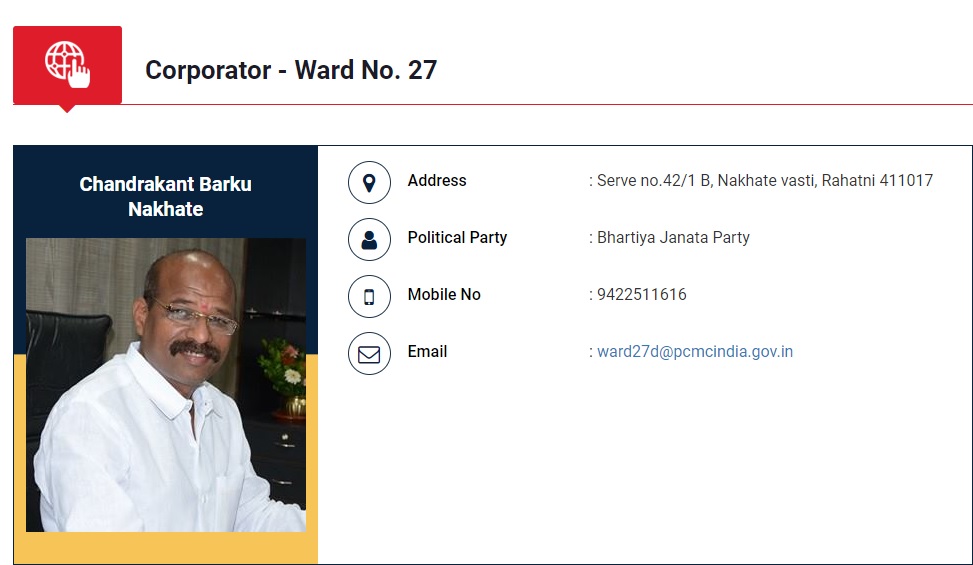 Corporator - Ward No. 27
Chandrakant Barku
Nakhate
Address : Serve no.42/1 B, Nakhate vasti, Rahatni 411017
Political Party : Bhartiya Janata Party
Mobile No : 9422511616
Email : ward27d@pcmcindia.gov.in